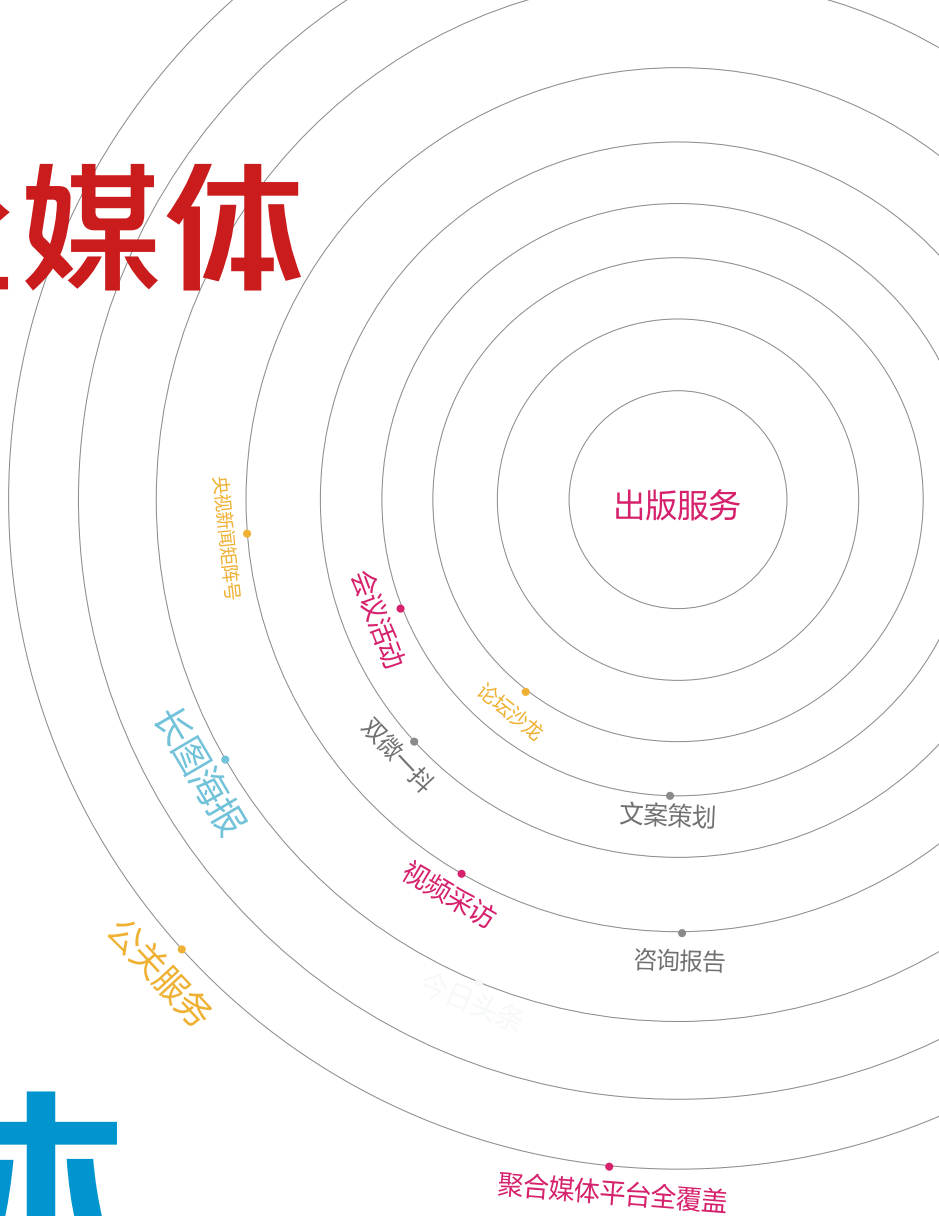 全媒体
出版服务
央视新闻矩阵号
会议活动
论坛沙龙
长图海报
双微一抖
文案策划
视频采访
公关服务
咨询报告
今日头条
聚合媒体平台全覆盖
体